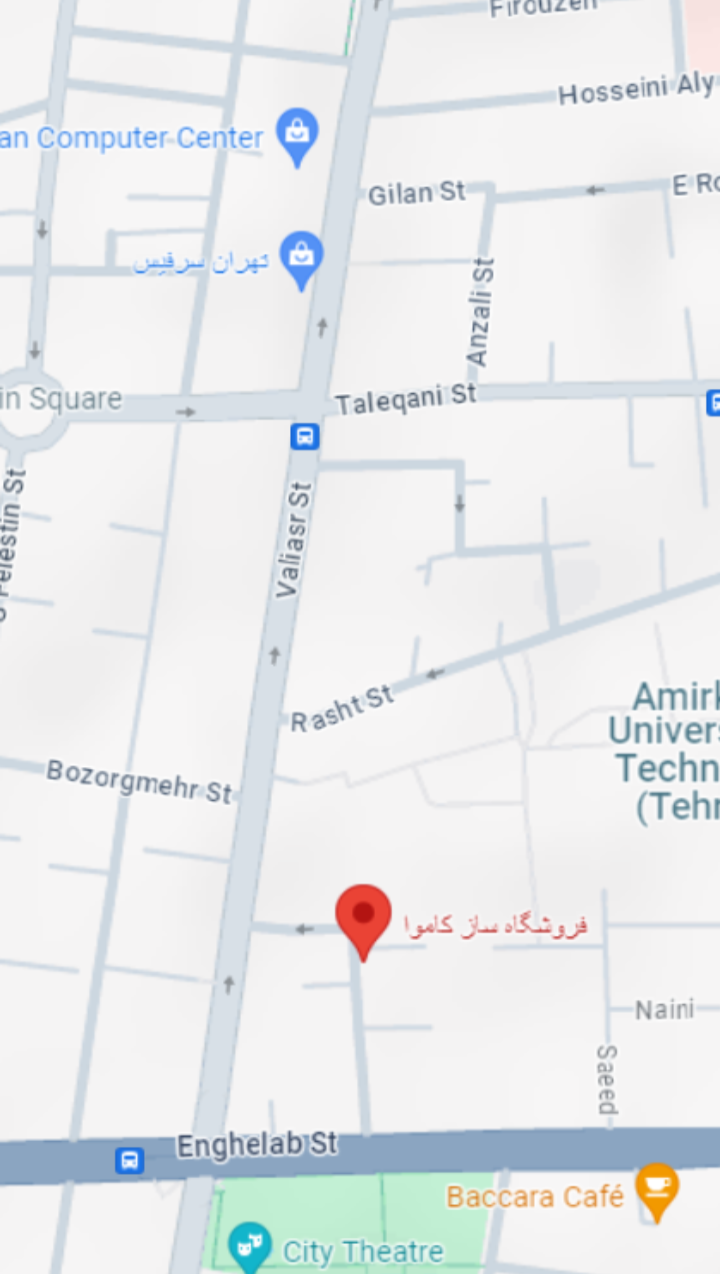 Firouzeh
Hosseini Aly
an Computer Center
Gilan St
E Ro
تهران سرفیس
Anzali St
in Square
Taleqani St
Felestin St
Valiasr St
Rasht St
Amirk
Univers
Techn
(Tehr
Bozorgmehr St
فروشگاه ساز کاموا
Naini
Saeed
Enghelab St
Baccara Café
City Theatre